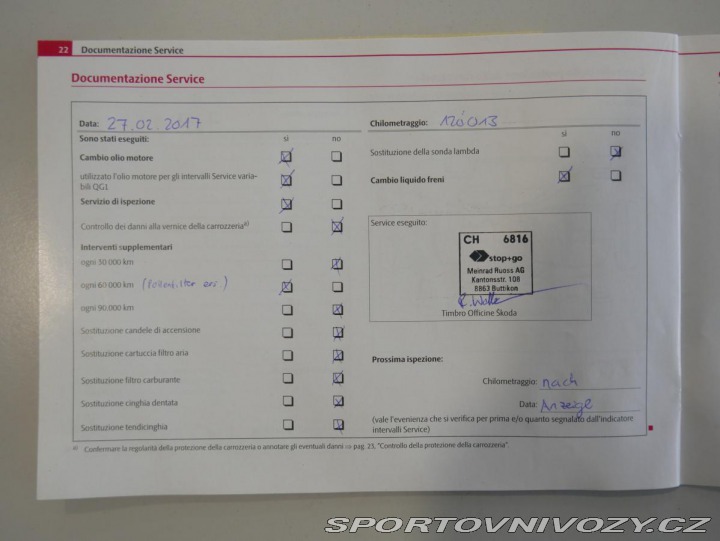 22 Documentazione Service
Documentazione Service
Data: 27.02.2017
Sono stati eseguiti: sì no
Cambio olio motore
utilizzato l'olio motore per gli intervalli Service varia-
bili QG1
Servizio di ispezione
Controllo dei danni alla vernice della carrozzeria a)
Interventi supplementari
ogni 30 000 km
ogni 60 000 km (Pollenfilter ers.)
ogni 90 000 km
Sostituzione candele di accensione
Sostituzione cartuccia filtro aria
Sostituzione filtro carburante
Sostituzione cinghia dentata
Sostituzione tendicinghia
Chilometraggio: 120013
sì no
Sostituzione della sonda lambda
Cambio liquido freni
Service eseguito:
CH 6816
stop+go
Meinrad Ruoss AG
Kantonsstr. 108
8863 Buttikon
Timbro Officine Škoda
Prossima ispezione:
Chilometraggio: nach
Data: Anzeige
(vale l'evenienza che si verifica per prima e/o quanto segnalato dall'indicatore
intervalli Service)
a) Confermare la regolarità della protezione della carrozzeria o annotare gli eventuali danni ⇒ pag. 23, "Controllo della protezione della carrozzeria".
SPORTOVNIVOZY.CZ